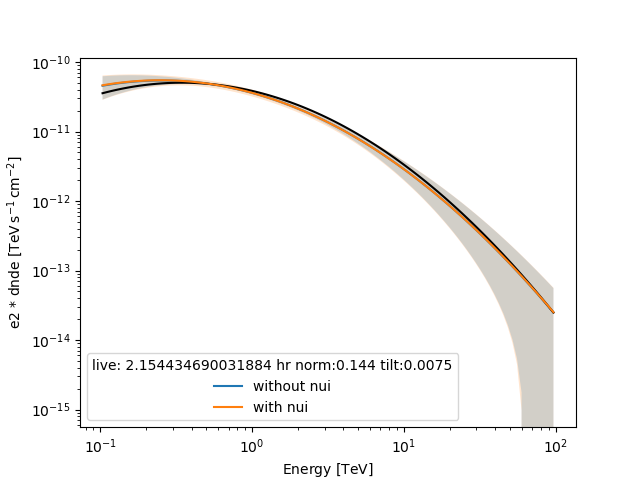 10⁻¹⁰
10⁻¹¹
10⁻¹²
10⁻¹³
10⁻¹⁴
10⁻¹⁵
e2 * dnde [TeV s⁻¹ cm⁻²]
live: 2.154434690031884 hr norm:0.144 tilt:0.0075
without nui
with nui
10⁻¹ 10⁰ 10¹ 10²
Energy [TeV]